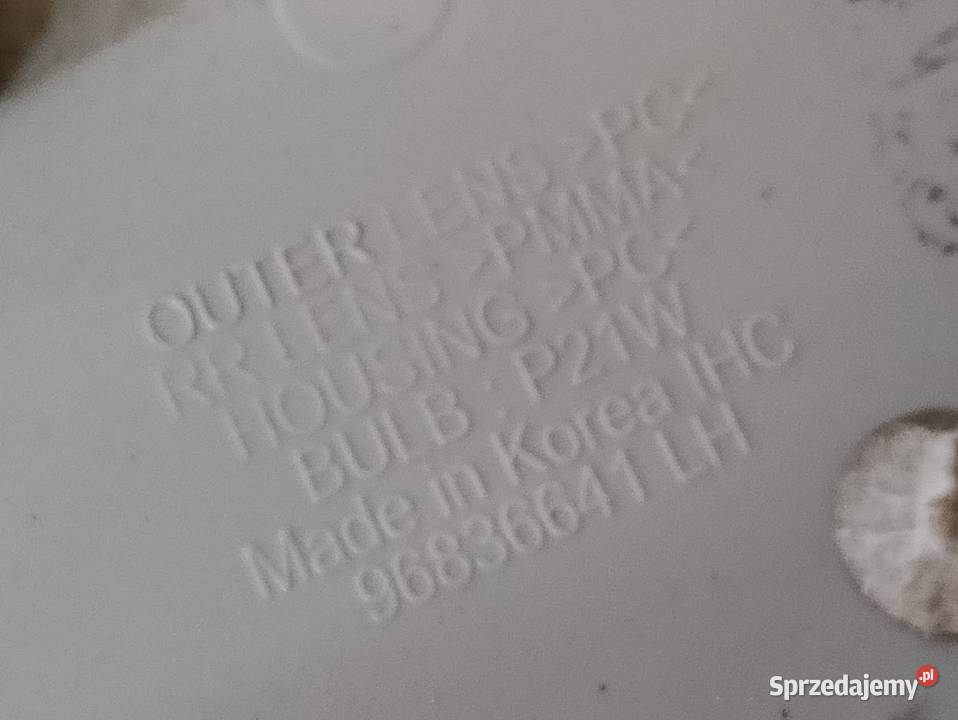 OUTER LENS >PC<
RR LENS >PMMA<
HOUSING >PC<
BULB : P21W
Made in Korea IHC
96836641 LH
Sprzedajemy.pl